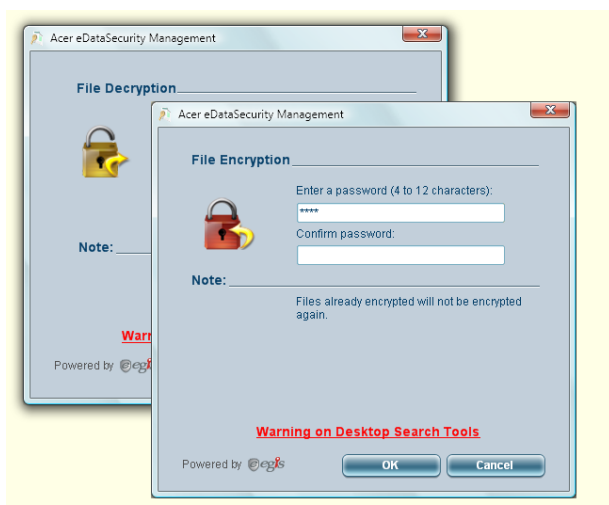 Acer eDataSecurity Management
File Decryption
Note:
Powered by egis
Acer eDataSecurity Management
File Encryption
Enter a password (4 to 12 characters):
****
Confirm password:
Note:
Files already encrypted will not be encrypted
again.
Warning on Desktop Search Tools
Powered by egis
OK
Cancel